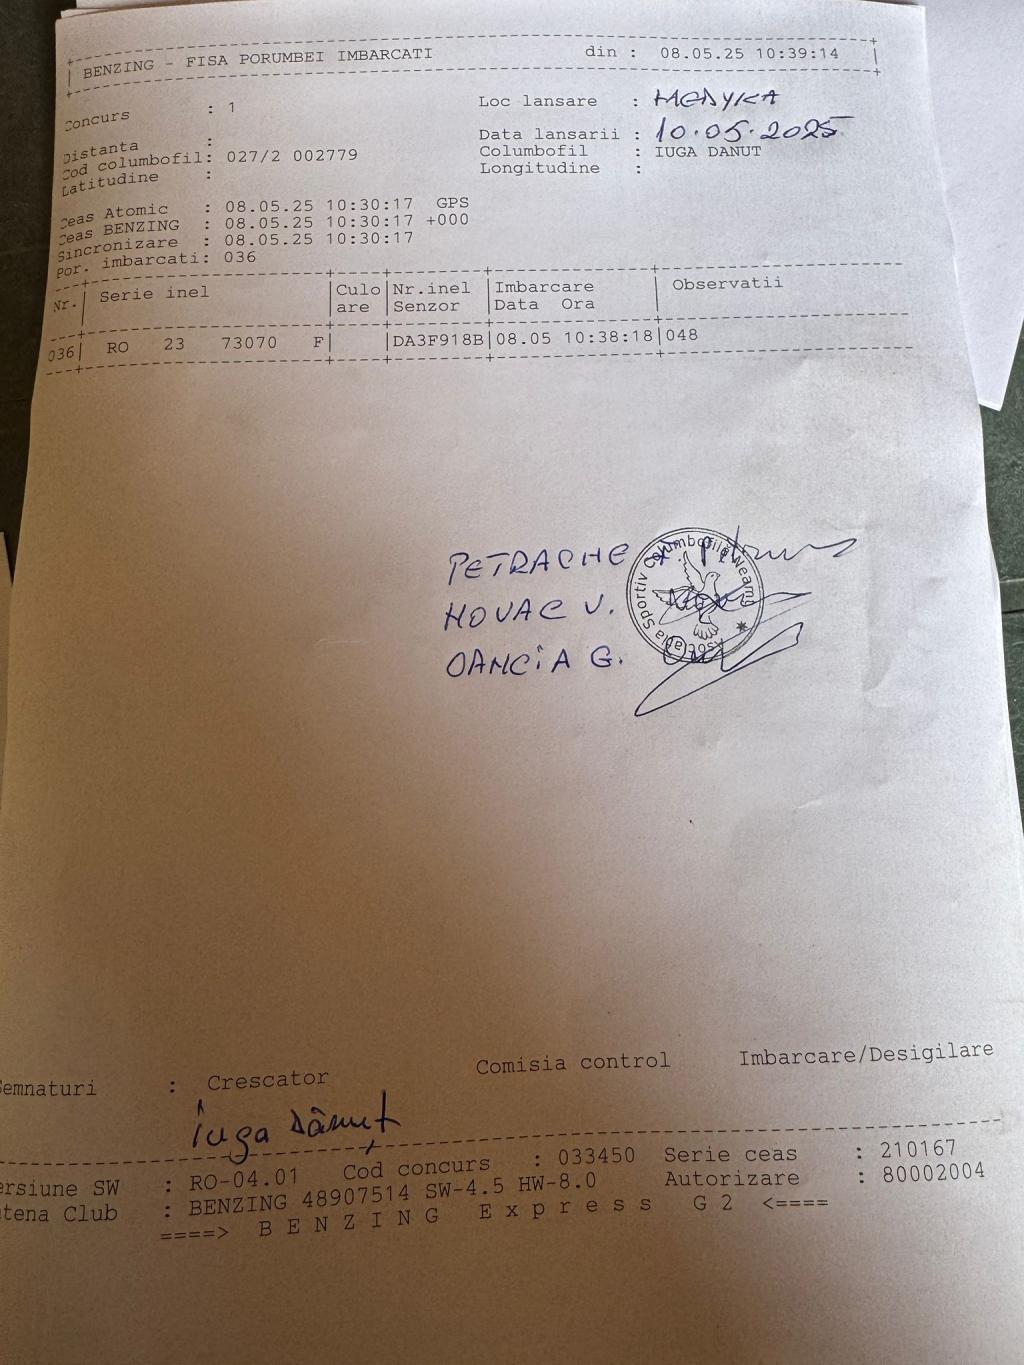 BENZING - FISA PORUMBEI IMBARCATI din : 08.05.25 10:39:14
Concurs : 1 Loc lansare : MEDYKA
Data lansarii : 10.05.2025
Distanta : Columbofil : IUGA DANUT
Cod columbofil: 027/2 002779 Longitudine :
Latitudine :
Ceas Atomic : 08.05.25 10:30:17 GPS
Ceas BENZING : 08.05.25 10:30:17 +000
Sincronizare : 08.05.25 10:30:17
por. imbarcati: 036
Nr. Serie inel Culo Nr.inel Imbarcare Observatii
are Senzor Data Ora
036 RO 23 73070 F DA3F918B 08.05 10:38:18 048
PETRACHE
NOVAC V.
OANCIA G.
Asociatia Sportiv Columbofila Neamt
Semnaturi : Crescator Comisia control Imbarcare/Desigilare
Iuga Dănuț
ersiune SW : RO-04.01 Cod concurs : 033450 Serie ceas : 210167
tena Club : BENZING 48907514 SW-4.5 HW-8.0 Autorizare : 80002004
====> B E N Z I N G E x p r e s s G 2 <====